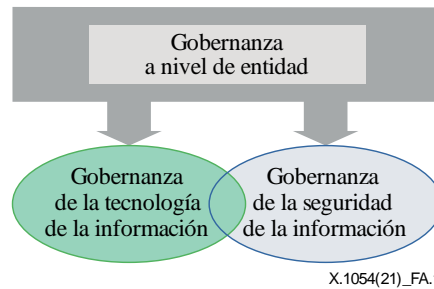 Gobernanza
a nivel de entidad
Gobernanza
de la tecnología
de la información
Gobernanza
de la seguridad
de la información
X.1054(21)_FA.